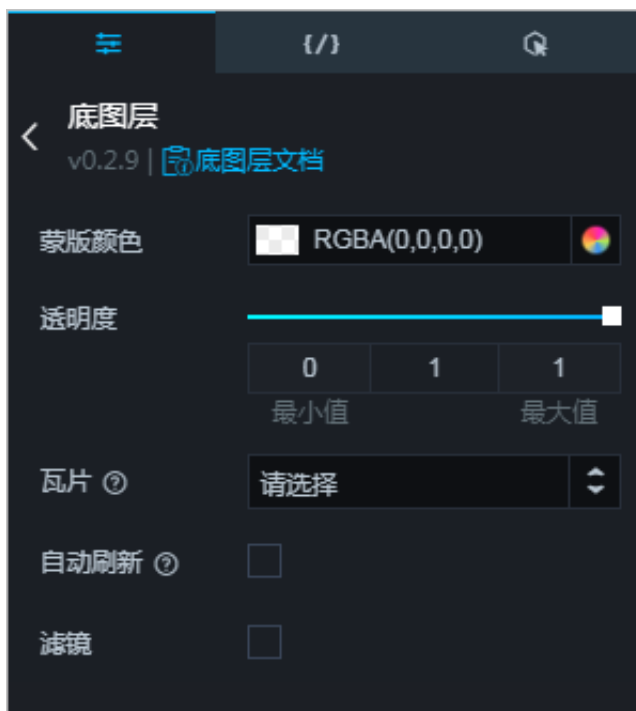 {/}
底图层
v0.2.9 | 底图层文档
蒙版颜色 RGBA(0,0,0,0)
透明度
0 1 1
最小值 最大值
瓦片 ? 请选择
自动刷新 ?
滤镜